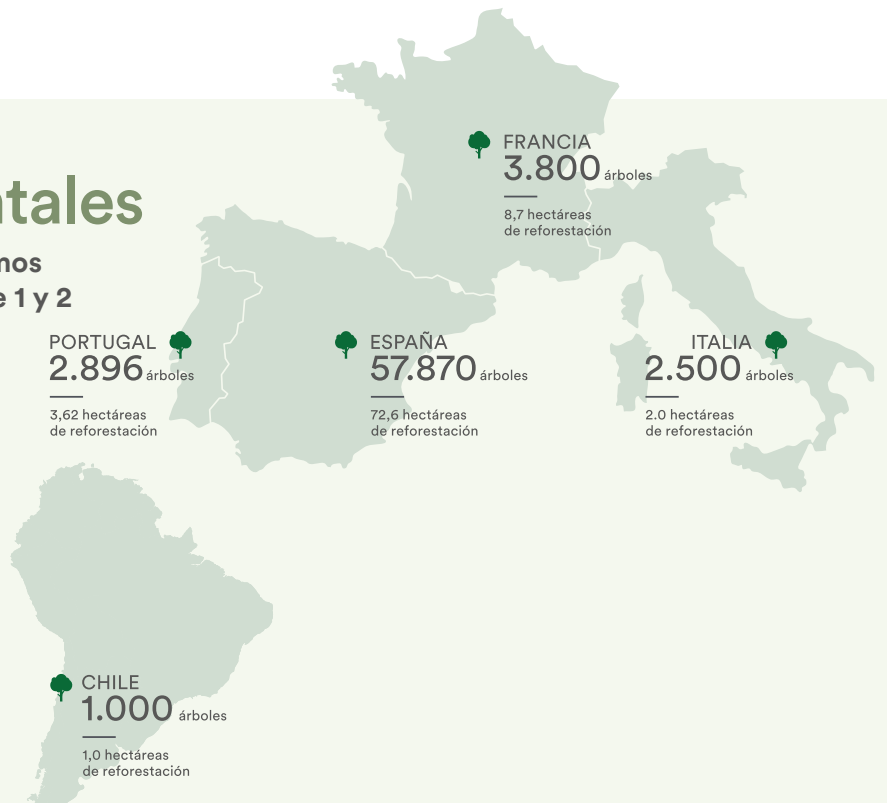 FRANCIA
3.800 árboles
8,7 hectáreas
de reforestación
e 1 y 2
PORTUGAL
2.896 árboles
3,62 hectáreas
de reforestación
ESPAÑA
57.870 árboles
72,6 hectáreas
de reforestación
ITALIA
2.500 árboles
2.0 hectáreas
de reforestación
CHILE
1.000 árboles
1,0 hectáreas
de reforestación